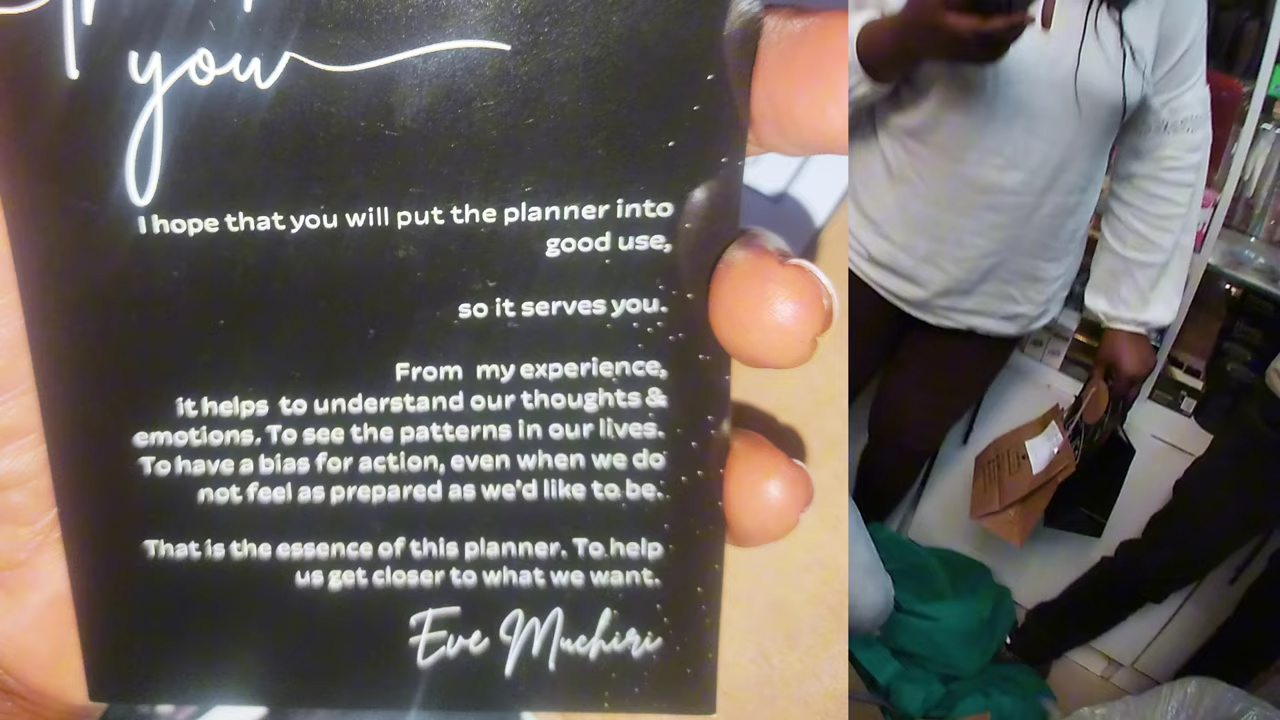 you
I hope that you will put the planner into
good use,
so it serves you.
From my experience,
it helps to understand our thoughts &
emotions. To see the patterns in our lives.
To have a bias for action, even when we do
not feel as prepared as we'd like to be.
That is the essence of this planner. To help
us get closer to what we want.
Eve Muchiri